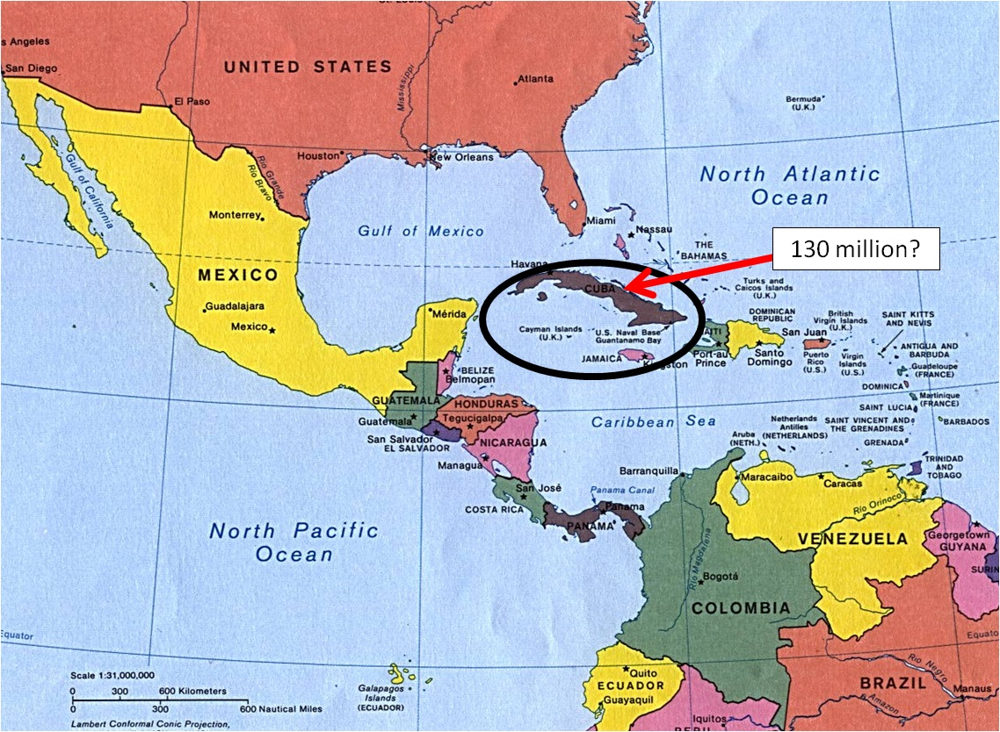 s Angeles
San Diego
El Paso
UNITED STATES
Mississippi
Atlanta
Bermuda
(U.K.)
Houston
New Orleans
Rio Grande
Rio Bravo
Gulf of California
Monterrey
North Atlantic
Ocean
Gulf of Mexico
Miami
Nassau
THE
BAHAMAS
130 million?
MEXICO
Guadalajara
Mexico
Mérida
Havana
CUBA
Cayman Islands
(U.K.)
U.S. Naval Base
Guantanamo Bay
JAMAICA
Kingston
Turks and
Caicos Islands
(U.K.)
AITI
Port-au
Prince
DOMINICAN
REPUBLIC
Santo
Domingo
San Juan
Puerto
Rico
(U.S.)
British
Virgin Islands
(U.K.)
Virgin
Islands
(U.S.)
SAINT KITTS
AND NEVIS
ANTIGUA AND
BARBUDA
Guadeloupe
(FRANCE)
DOMINICA
Martinique
(FRANCE)
SAINT LUCIA
SAINT VINCENT AND
THE GRENADINES
BARBADOS
GRENADA
TRINIDAD
AND
TOBAGO
BELIZE
Belmopan
GUATEMALA
Guatemala
HONDURAS
Tegucigalpa
San Salvador
EL SALVADOR
NICARAGUA
Managua
San José
COSTA RICA
Panama Canal
Panama
PANAMA
Caribbean Sea
Aruba
(NETH.)
Netherlands
Antilles
(NETHERLANDS)
Barranquilla
Maracaibo
Caracas
Río Orinoco
VENEZUELA
Georgetown
GUYANA
SURIN
Río Magdalena
Bogotá
COLOMBIA
North Pacific
Ocean
Equator
Equato
Quito
ECUADOR
Guayaquil
Galapagos
Islands
(ECUADOR)
Iquitos
PERU
BRAZIL
Rio Negro
Amazon
Manaus
Scale 1:31,000,000
0 300 600 Kilometers
0 300 600 Nautical Miles
Lambert Conformal Conic Projection,